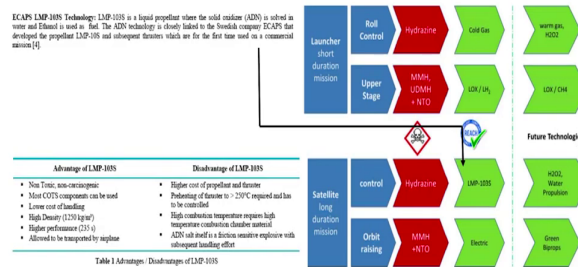 ECAPS LMP-103S Technology: LMP-103S is a liquid propellant where the solid oxidizer (ADN) is solved in
water and Ethanol is used as fuel. The ADN technology is closely linked to the Swedish company ECAPS that
developed the propellant LMP-10S and subsequent thrusters which are for the first time used on a commercial
mission [4].
Advantage of LMP-103S
Disadvantage of LMP-103S
Non Toxic, non-carcinogenic
Most COTS components can be used
Lower cost of handling
High Density (1250 kg/m³)
Higher performance (235 s)
Allowed to be transported by airplane
Higher cost of propellant and thruster
Preheating of thruster to > 250°C required and has
to be controlled
High combustion temperature requires high
temperature combustion chamber material
ADN salt itself is a friction sensitive explosive with
subsequent handling effort
Table 1 Advantages / Disadvantages of LMP-103S
Launcher
short
duration
mission
Roll
Control
Hydrazine
Cold Gas
warm gas,
H2O2
Upper
Stage
MMH,
UDMH
+ NTO
LOX / LH₂
LOX / CH4
REACH
Future Technologie
Satellite
long
duration
mission
control
Hydrazine
LMP-103S
H2O2,
Water
Propulsion
Orbit
raising
MMH
+NTO
Electric
Green
Biprops